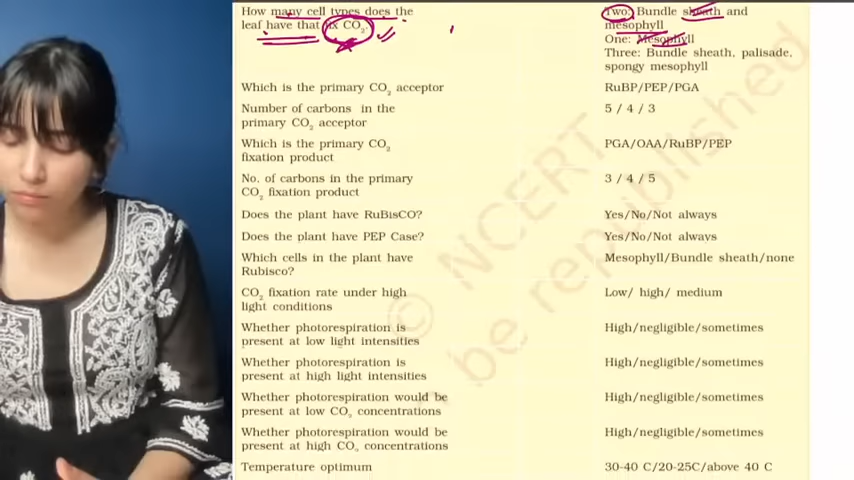 How many cell types does the
leaf have that fix CO₂.
Two: Bundle sheath and
mesophyll
One: Mesophyll
Three: Bundle sheath, palisade,
spongy mesophyll
Which is the primary CO₂ acceptor
RuBP/PEP/PGA
Number of carbons in the
primary CO₂ acceptor
5 / 4 / 3
Which is the primary CO₂
fixation product
PGA/OAA/RuBP/PEP
No. of carbons in the primary
CO₂ fixation product
3 / 4 / 5
Does the plant have RuBisCO?
Yes/No/Not always
Does the plant have PEP Case?
Yes/No/Not always
Which cells in the plant have
Rubisco?
Mesophyll/Bundle sheath/none
CO₂ fixation rate under high
light conditions
Low/ high/ medium
Whether photorespiration is
present at low light intensities
High/negligible/sometimes
Whether photorespiration is
present at high light intensities
High/negligible/sometimes
Whether photorespiration would be
present at low CO₂ concentrations
High/negligible/sometimes
Whether photorespiration would be
present at high CO₂ concentrations
High/negligible/sometimes
Temperature optimum
30-40 C/20-25C/above 40 C
© NCERT
be republished